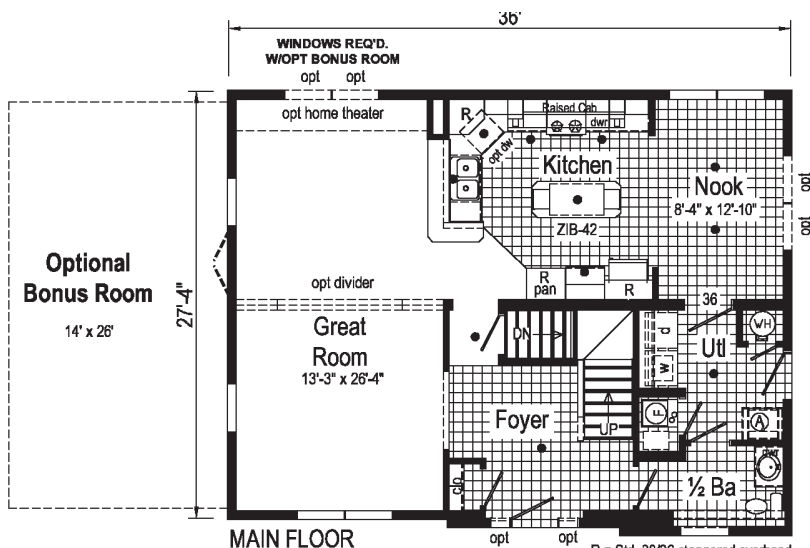 36'
WINDOWS REQ'D.
W/OPT BONUS ROOM
opt opt
opt home theater
R
Raised Cab
dwr
opt dw
Kitchen
Nook
8'-4" x 12'-10"
opt
opt
ZIB-42
Optional
Bonus Room
14' x 26'
27'-4"
opt divider
R
pan
R
36
Great
Room
13'-3" x 26'-4"
DN
d
WH
Utl
w
Foyer
UP
F
A
dwr
clo
½ Ba
opt
opt
MAIN FLOOR